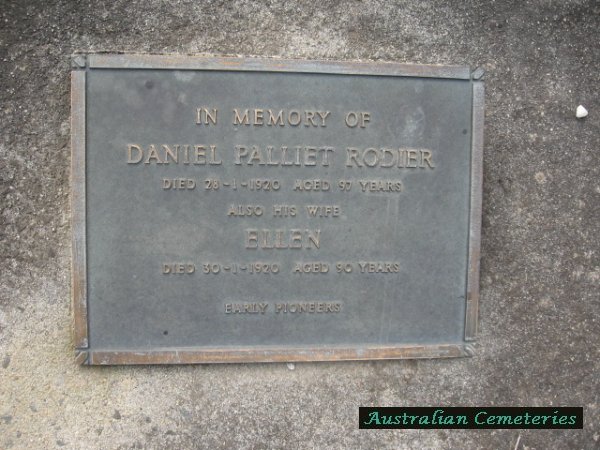 IN MEMORY OF
DANIEL PALLIET RODIER
DIED 28-1-1920 AGED 97 YEARS
ALSO HIS WIFE
ELLEN
DIED 30-1-1920 AGED 90 YEARS
EARLY PIONEERS
Australian Cemeteries